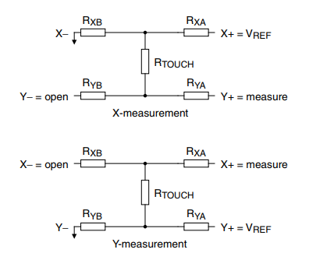 RXB RXA
X– X+ = VREF
RTOUCH
RYB RYA
Y– = open Y+ = measure
X-measurement
RXB RXA
X– = open X+ = measure
RTOUCH
RYB RYA
Y– Y+ = VREF
Y-measurement